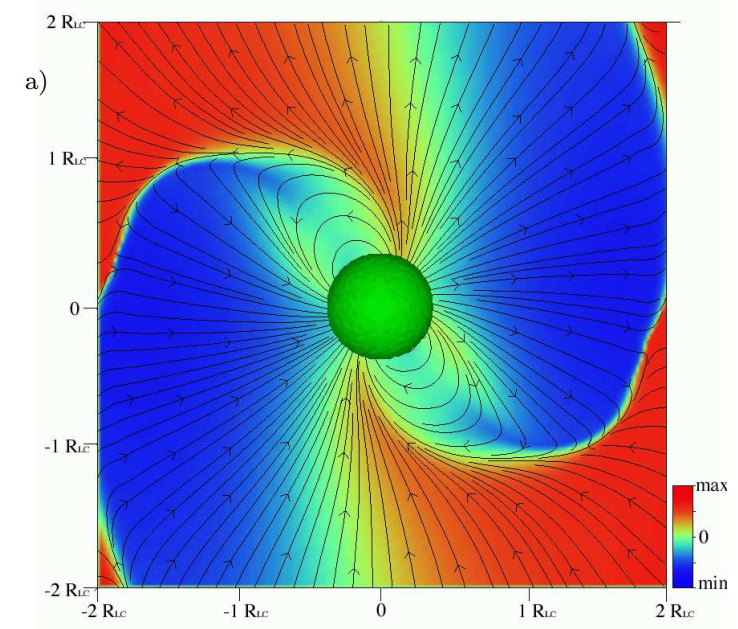 a)
2 RLC
1 RLC
0
-1 RLC
-2 RLC
-2 RLC -1 RLC 0 1 RLC 2 RLC
max
0
min